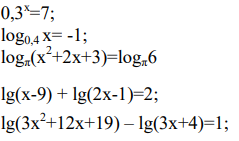 0,3ˣ=7;
log₀,₄ x= -1;
logπ(x²+2x+3)=logπ6
lg(x-9) + lg(2x-1)=2;
lg(3x²+12x+19) – lg(3x+4)=1;